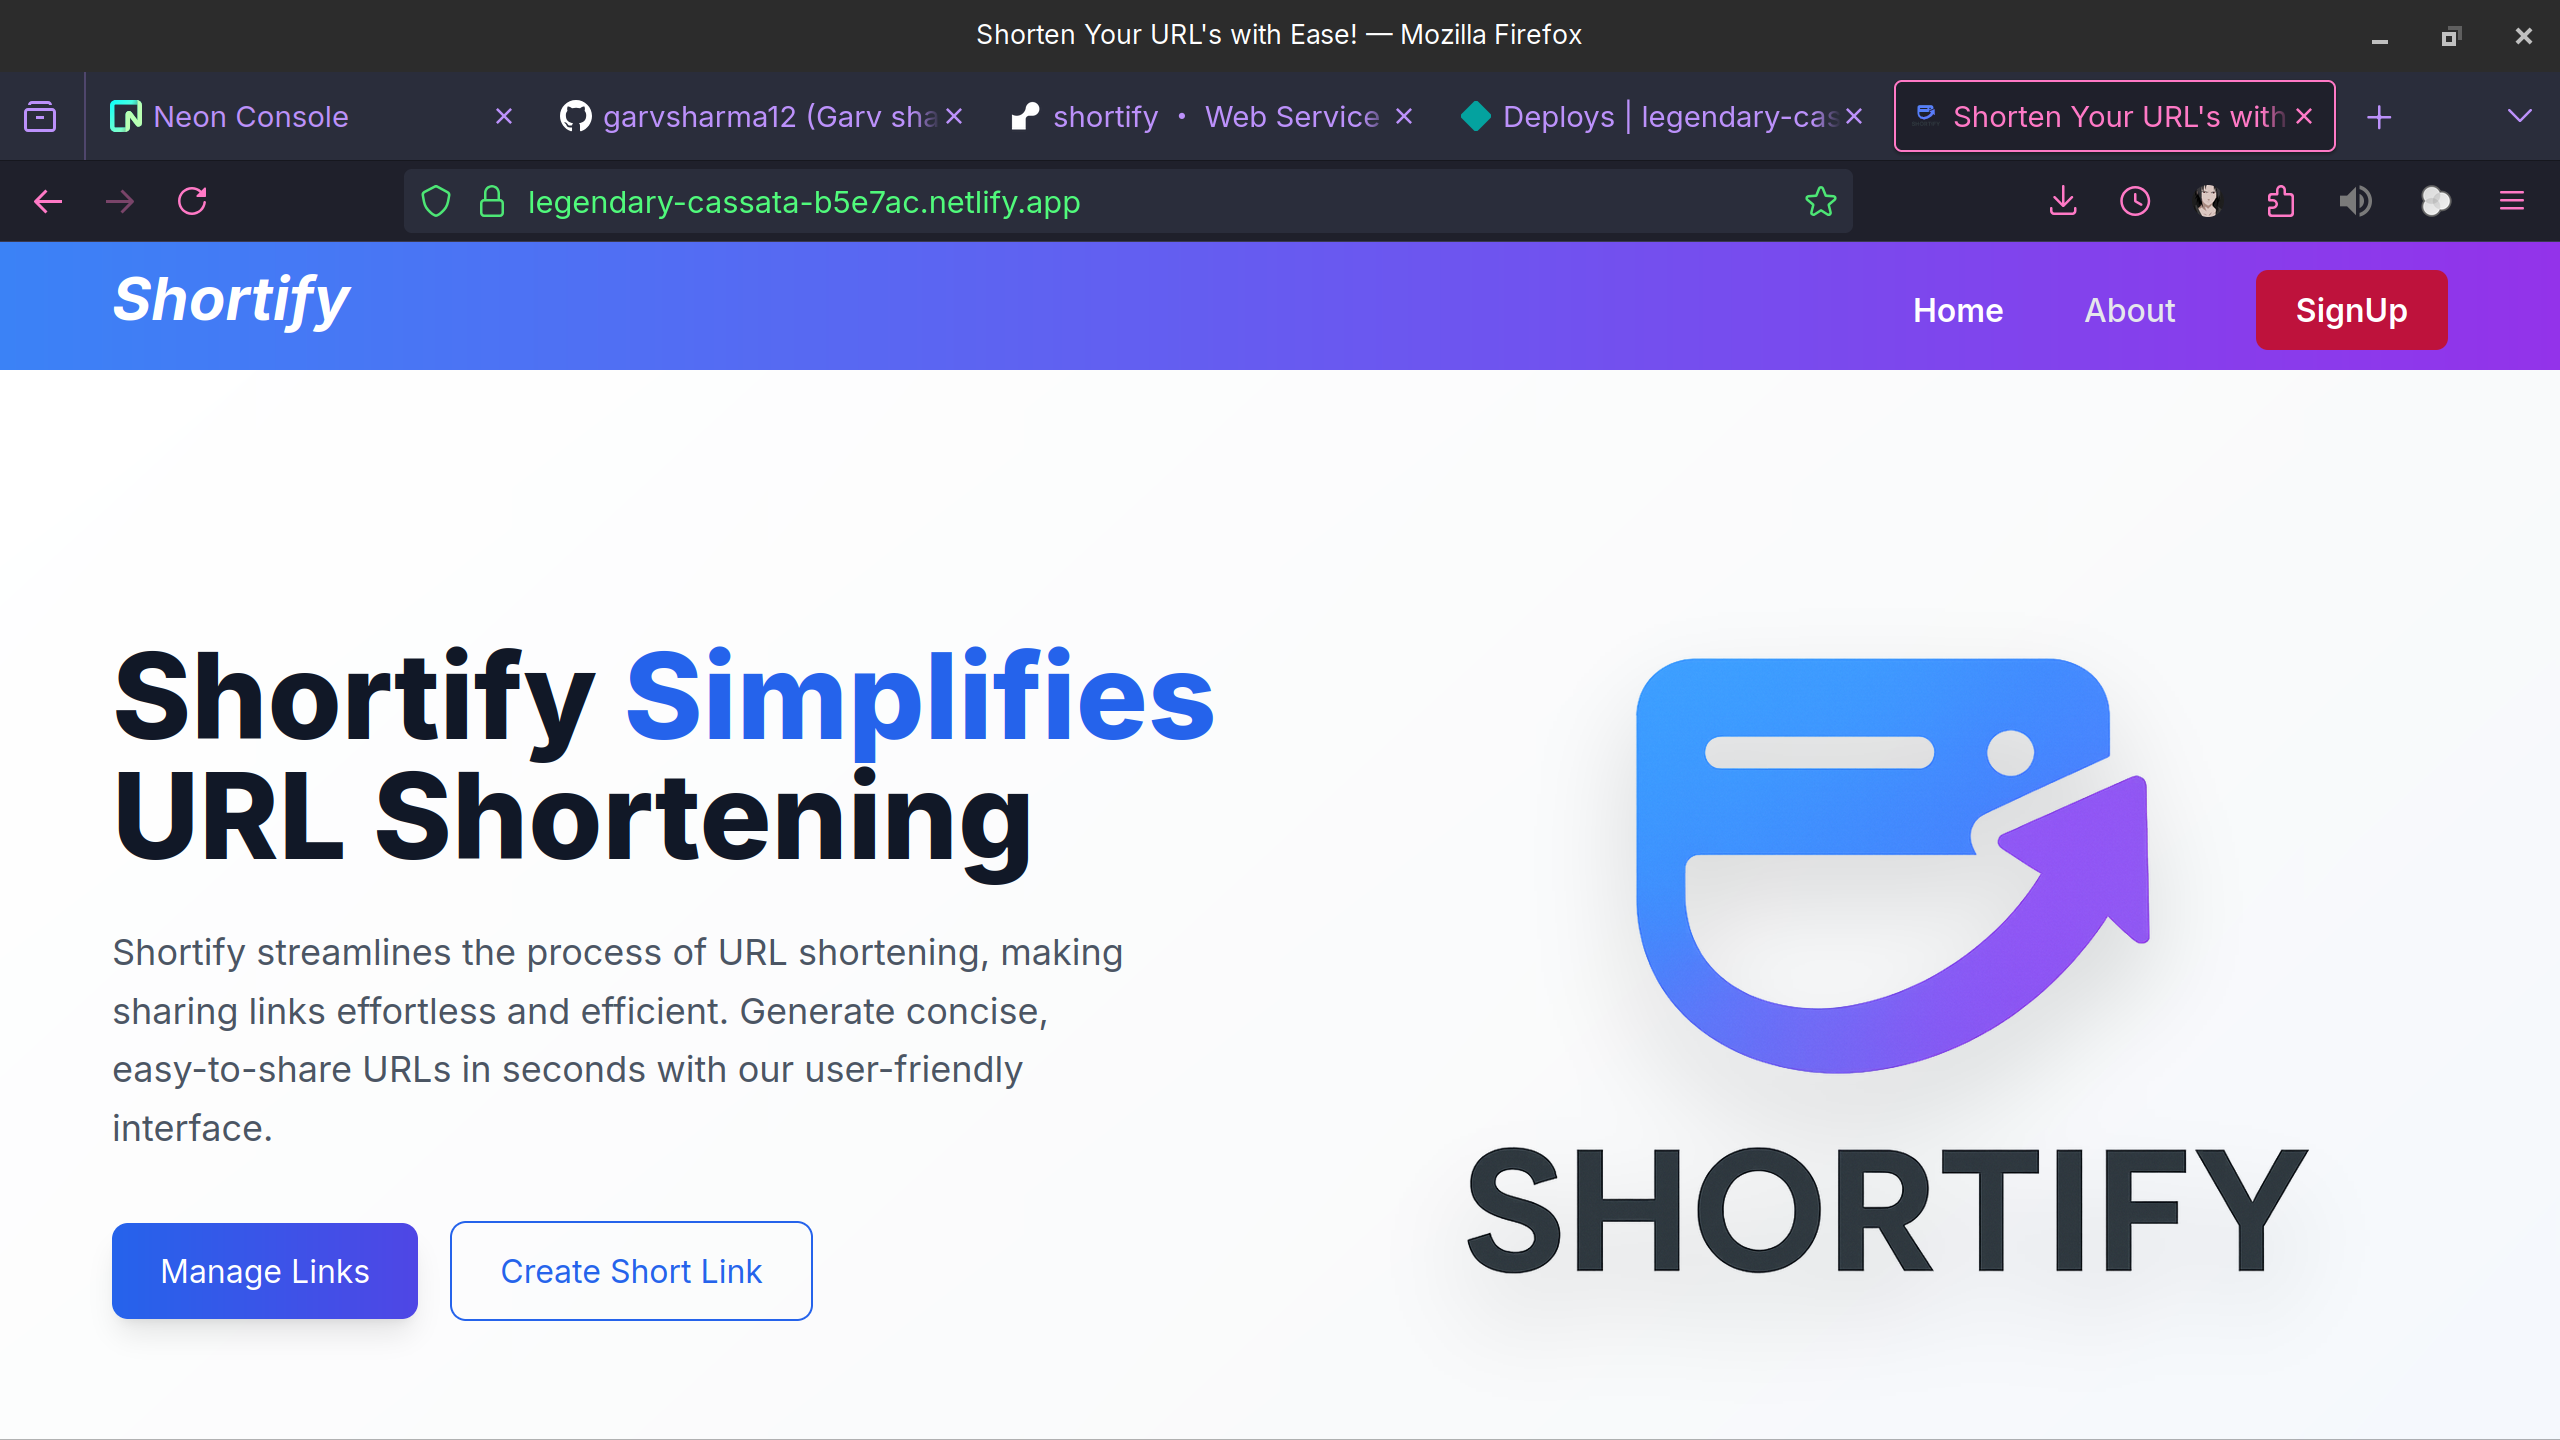 Shorten Your URL's with Ease! — Mozilla Firefox
Neon Console
garvsharma12 (Garv sha
shortify • Web Service
Deploys | legendary-cas
Shorten Your URL's with
legendary-cassata-b5e7ac.netlify.app
Shortify
Home
About
SignUp
Shortify Simplifies
URL Shortening
Shortify streamlines the process of URL shortening, making
sharing links effortless and efficient. Generate concise,
easy-to-share URLs in seconds with our user-friendly
interface.
Manage Links
Create Short Link
SHORTIFY